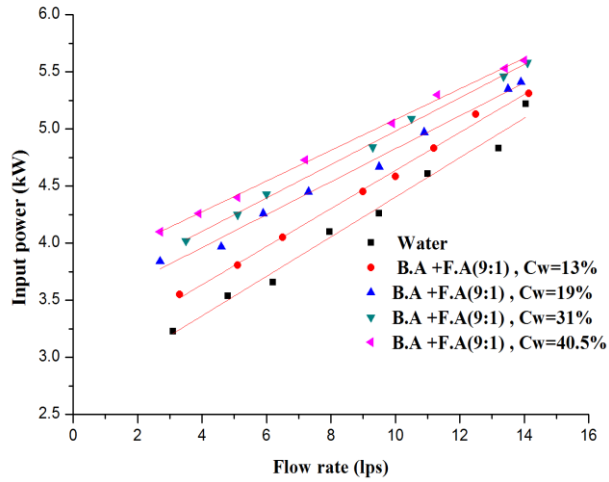 6.0
5.5
5.0
4.5
4.0
3.5
3.0
2.5
Input power (kW)
Water
B.A +F.A(9:1) , Cw=13%
B.A +F.A(9:1) , Cw=19%
B.A +F.A(9:1) , Cw=31%
B.A +F.A(9:1) , Cw=40.5%
0 2 4 6 8 10 12 14 16
Flow rate (lps)